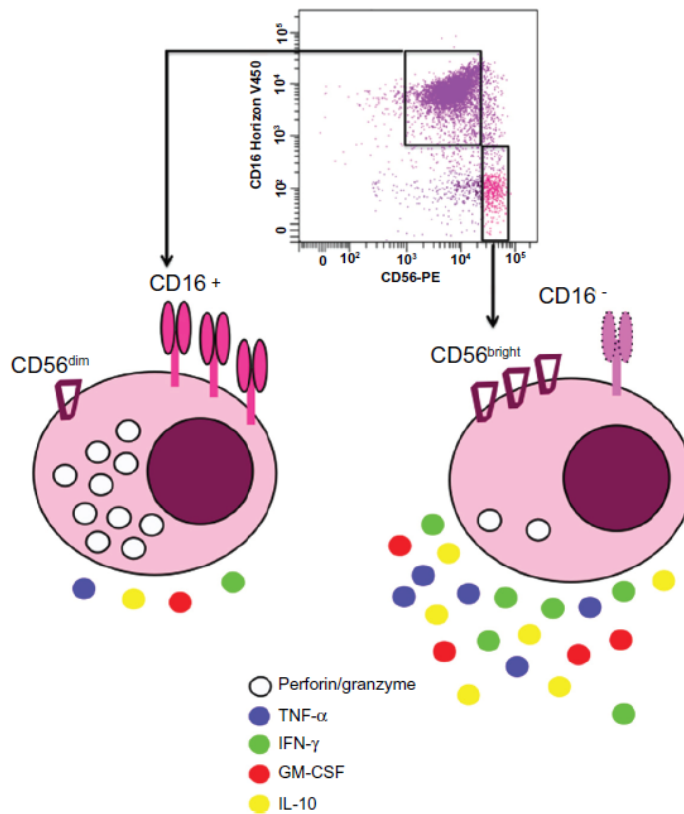 10⁵
10⁴
10³
10²
0
CD16 Horizon V450
0 10² 10³ 10⁴ 10⁵
CD56-PE
CD16 +
CD56dim
CD16 -
CD56bright
Perforin/granzyme
TNF-α
IFN-γ
GM-CSF
IL-10